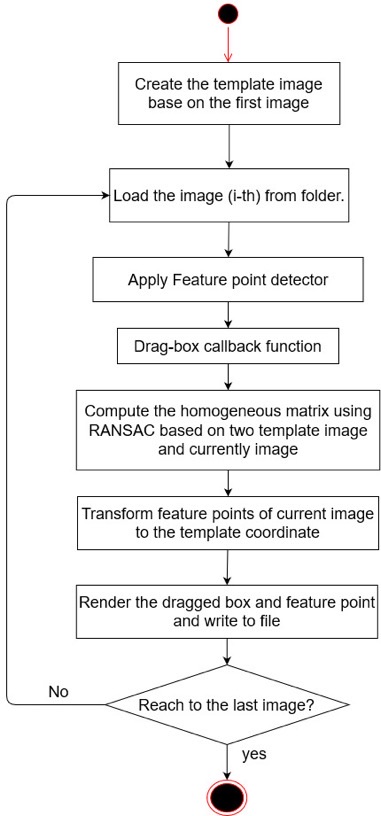 Create the template image
base on the first image
Load the image (i-th) from folder.
Apply Feature point detector
Drag-box callback function
Compute the homogeneous matrix using
RANSAC based on two template image
and currently image
Transform feature points of current image
to the template coordinate
Render the dragged box and feature point
and write to file
No
Reach to the last image?
yes